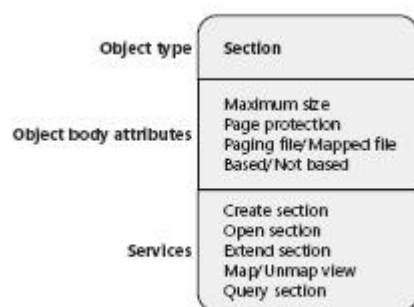 Object type
Section
Object body attributes
Maximum size
Page protection
Paging file/Mapped file
Based/Not based
Services
Create section
Open section
Extend section
Map/Unmap view
Query section